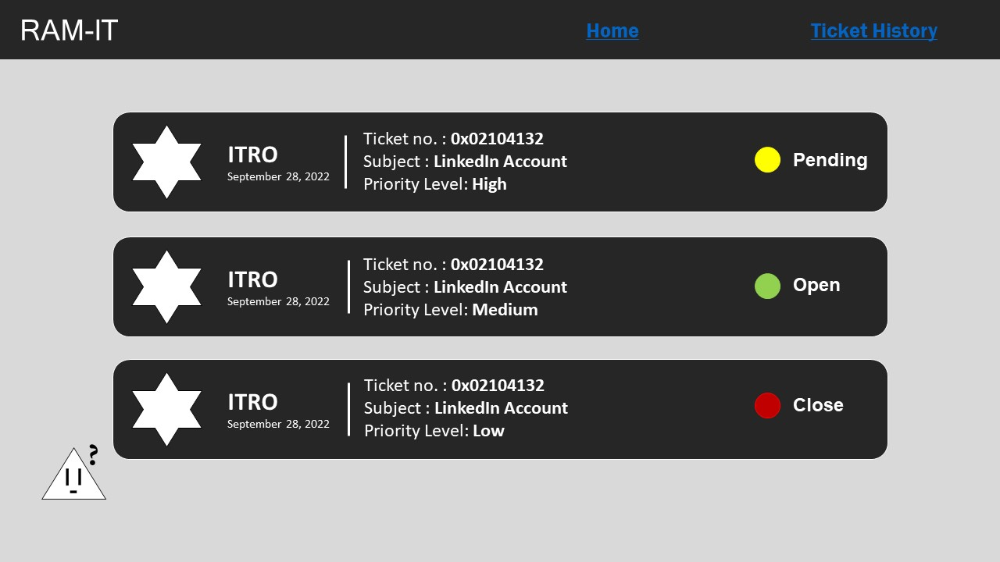 RAM-IT
Home
Ticket History
ITRO
September 28, 2022
Ticket no. : 0x02104132
Subject : LinkedIn Account
Priority Level: High
Pending
ITRO
September 28, 2022
Ticket no. : 0x02104132
Subject : LinkedIn Account
Priority Level: Medium
Open
ITRO
September 28, 2022
Ticket no. : 0x02104132
Subject : LinkedIn Account
Priority Level: Low
Close
?